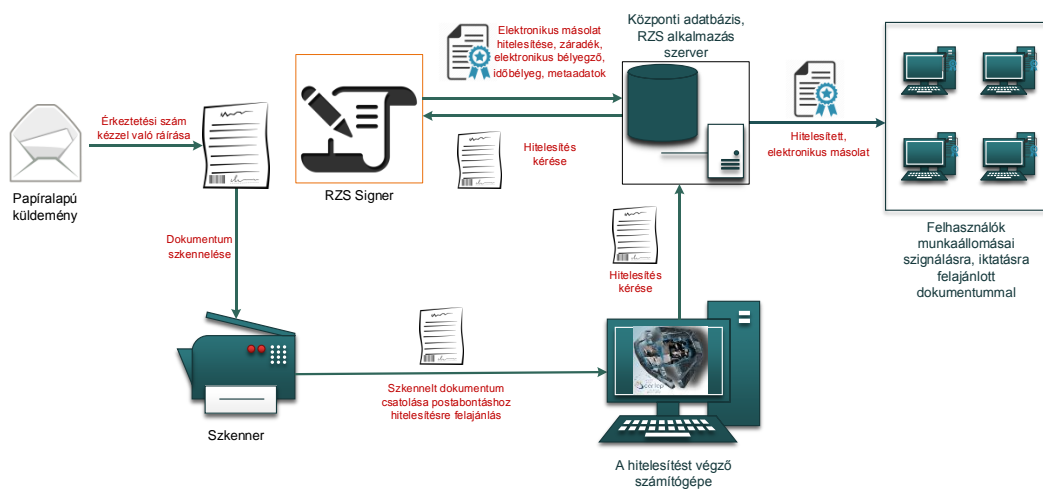 Elektronikus másolat
hitelesítése, záradék,
elektronikus bélyegző,
időbélyeg, metaadatok
Központi adatbázis,
RZS alkalmazás
szerver
Érkeztetési szám
kézzel való ráírása
Hitelesítés
kérése
Hitelesített,
elektronikus másolat
Papíralapú
küldemény
RZS Signer
Dokumentum
szkennelése
Hitelesítés
kérése
Felhasználók
munkaállomásai
szignálásra, iktatásra
felajánlott
dokumentummal
Szkennelt dokumentum
csatolása postabontáshoz
hitelesítésre felajánlás
Szkenner
A hitelesítést végző
számítógépe